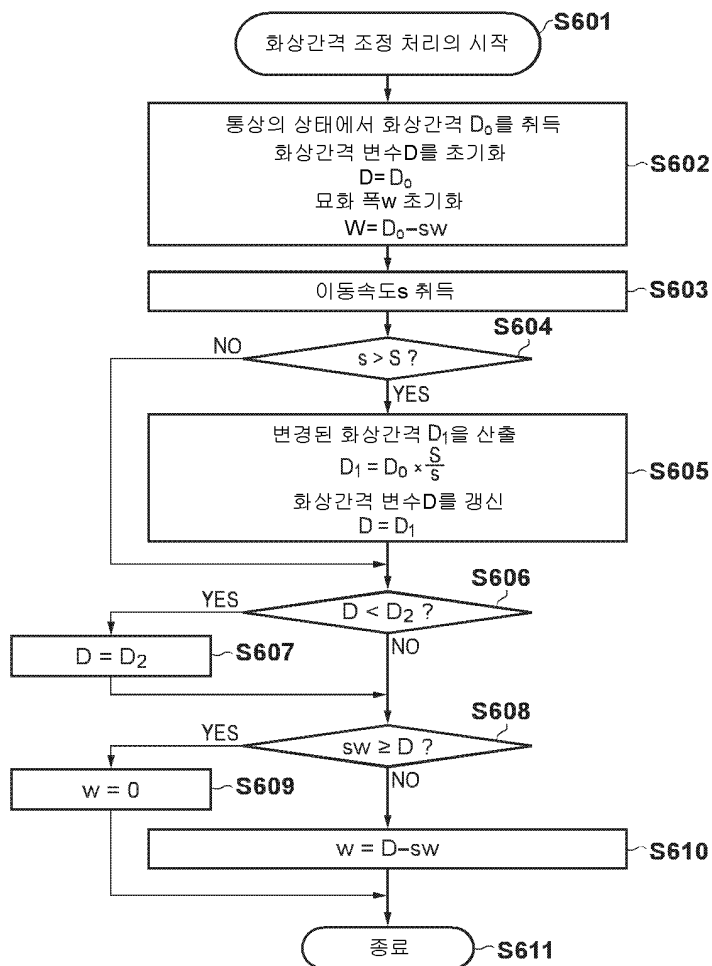 화상간격 조정 처리의 시작
S601
통상의 상태에서 화상간격 D₀를 취득
화상간격 변수D를 초기화
D= D₀
묘화 폭w 초기화
W= D₀–sw
S602
이동속도s 취득
S603
S604
NO
s > S ?
YES
변경된 화상간격 D₁을 산출
D₁ = D₀ × S/s
화상간격 변수D를 갱신
D = D₁
S605
S606
YES
D < D₂ ?
NO
D = D₂
S607
S608
YES
sw ≥ D ?
NO
w = 0
S609
w = D–sw
S610
종료
S611